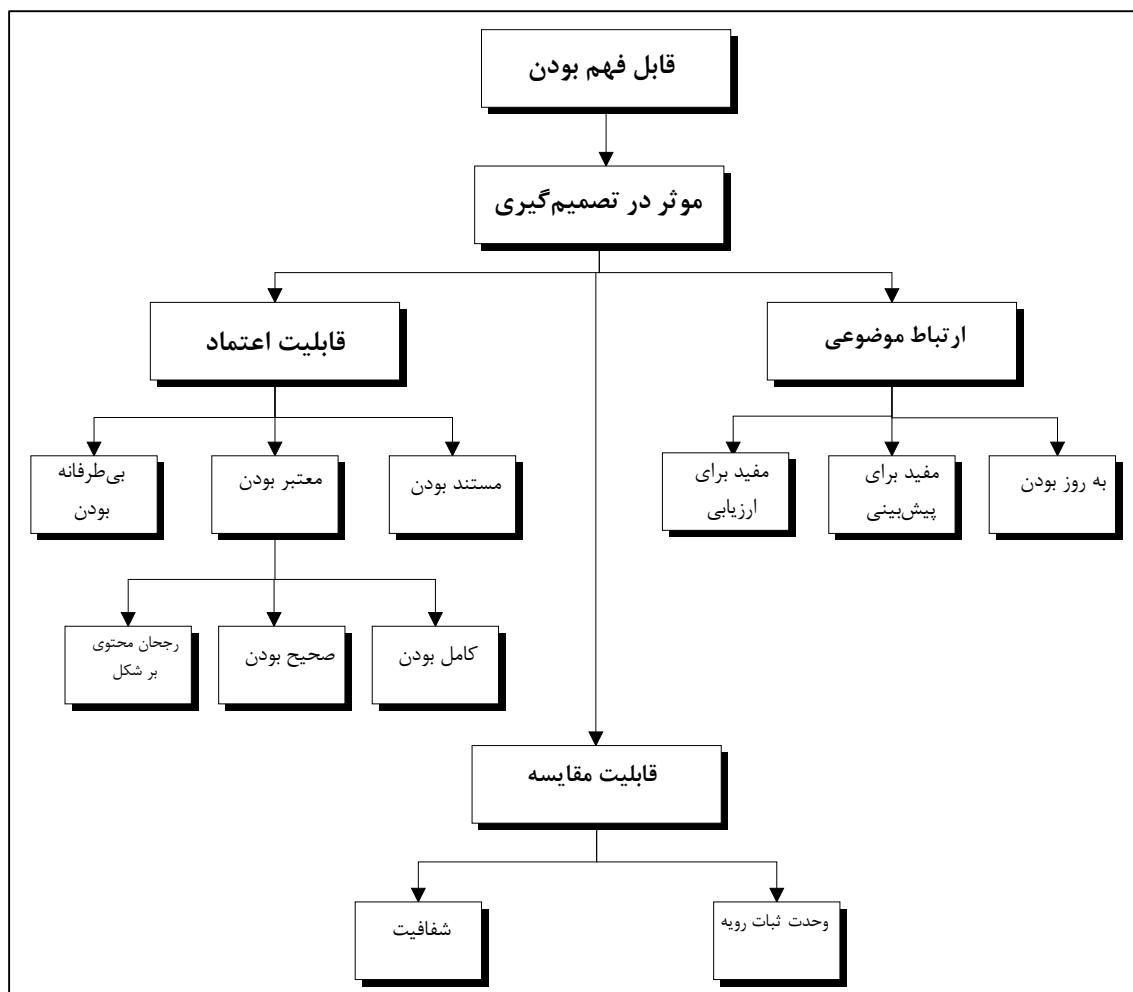 قابل فهم بودن
موثر در تصمیم‌گیری
ارتباط موضوعی
قابلیت اعتماد
به روز بودن
مفید برای
پیش‌بینی
مفید برای
ارزیابی
مستند بودن
معتبر بودن
بی‌طرفانه
بودن
کامل بودن
صحیح بودن
رجحان محتوی
بر شکل
قابلیت مقایسه
وحدت ثبات رویه
شفافیت